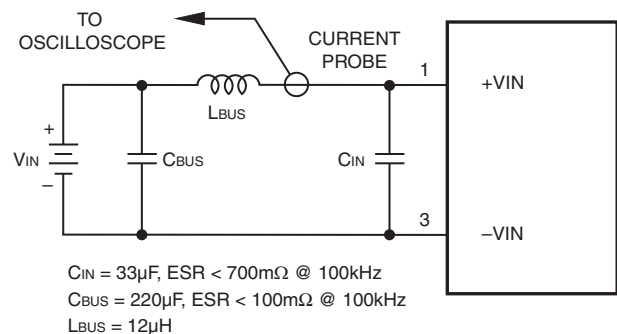 TO
OSCILLOSCOPE
CURRENT
PROBE
LBUS
1
+VIN
+
VIN
–
CBUS
CIN
3
–VIN
CIN = 33µF, ESR < 700mΩ @ 100kHz
CBUS = 220µF, ESR < 100mΩ @ 100kHz
LBUS = 12µH